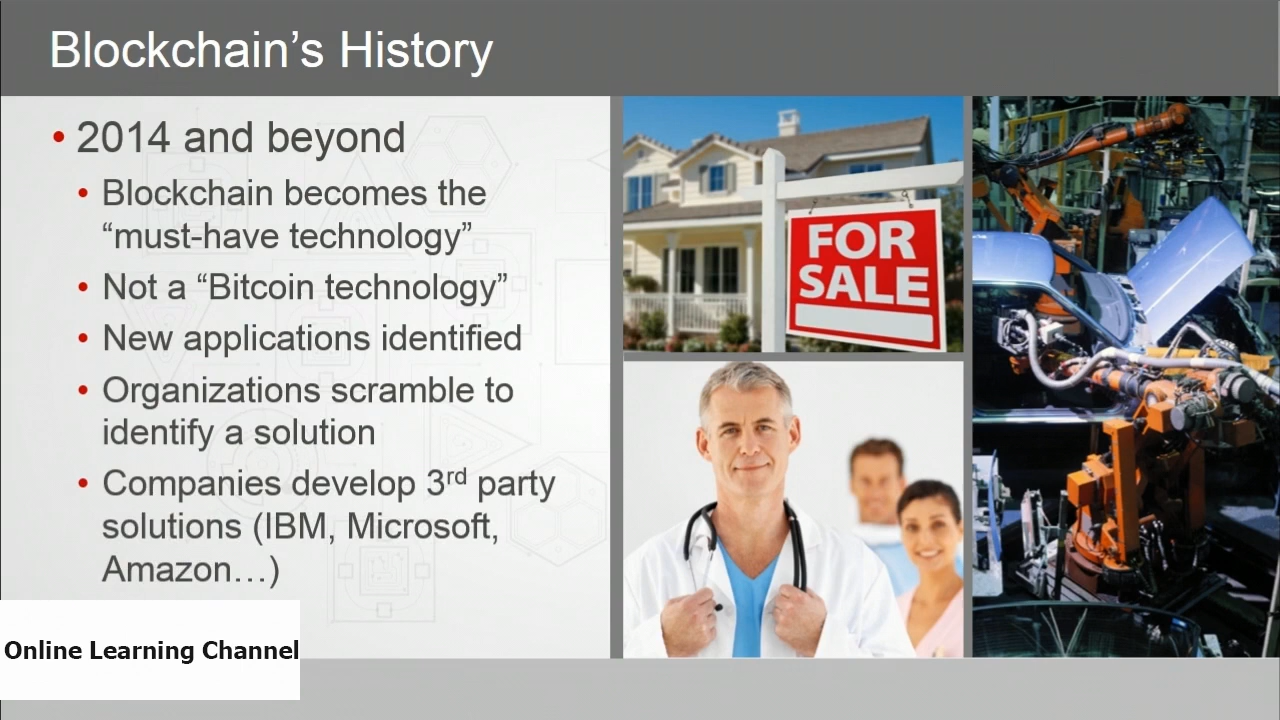 Blockchain’s History
• 2014 and beyond
• Blockchain becomes the
“must-have technology”
• Not a “Bitcoin technology”
• New applications identified
• Organizations scramble to
identify a solution
• Companies develop 3rd party
solutions (IBM, Microsoft,
Amazon…)
FOR
SALE
Online Learning Channel